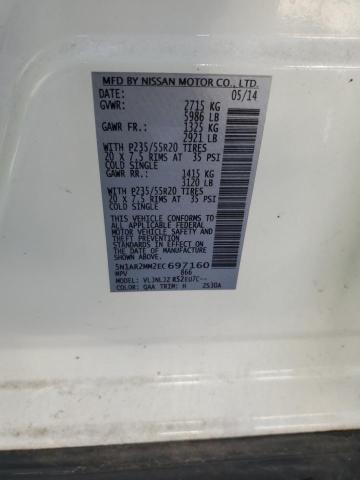 MFD BY NISSAN MOTOR CO., LTD.
DATE: 05/14
GVWR: 2715 KG
5986 LB
GAWR FR.: 1325 KG
2921 LB
WITH P235/55R20 TIRES
20 X 7.5 RIMS AT 35 PSI
COLD SINGLE
GAWR RR.: 1415 KG
3120 LB
WITH P235/55R20 TIRES
20 X 7.5 RIMS AT 35 PSI
COLD SINGLE
THIS VEHICLE CONFORMS TO ALL
APPLICABLE FEDERAL MOTOR
VEHICLE SAFETY AND THEFT
PREVENTION STANDARDS IN
EFFECT ON THE DATE OF
MANUFACTURE SHOWN ABOVE.
5N1AR2MM2EC697160
MPV 866
COLOR: QAA TRIM: H 2530A